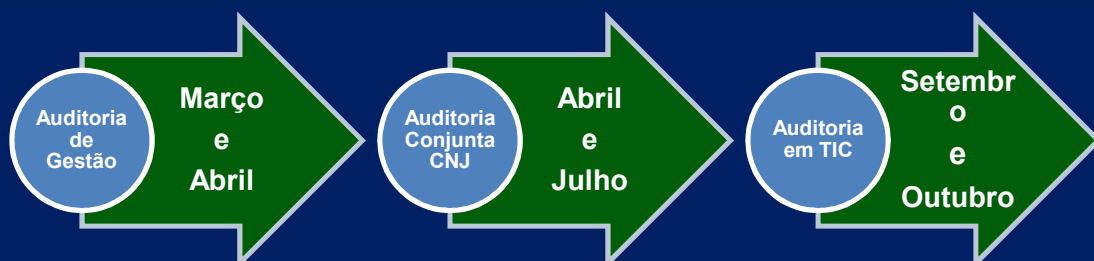 Auditoria
de
Gestão
Março
e
Abril
Auditoria
Conjunta
CNJ
Abril
e
Julho
Auditoria
em TIC
Setembr
o
e
Outubro